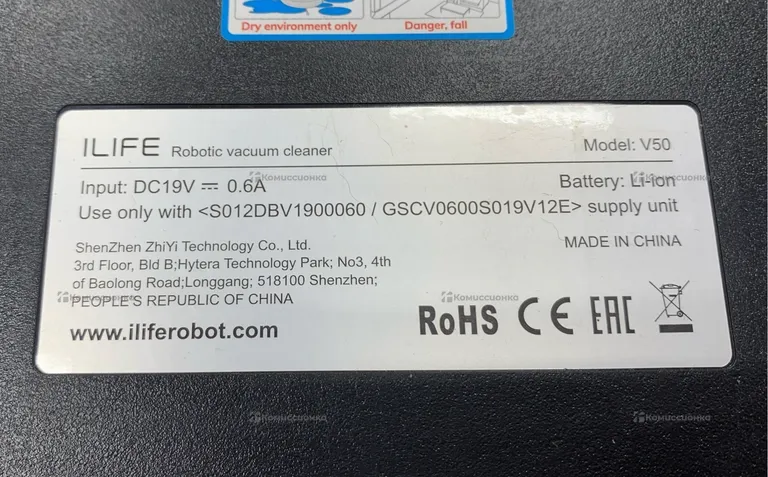 Dry environment only
Danger, fall
ILIFE Robotic vacuum cleaner
Model: V50
Input: DC19V ⎓ 0.6A
Battery: Li-ion
Use only with <S012DBV1900060 / GSCV0600S019V12E> supply unit
ShenZhen ZhiYi Technology Co., Ltd.
3rd Floor, Bld B;Hytera Technology Park; No3, 4th
of Baolong Road;Longgang; 518100 Shenzhen;
PEOPLE'S REPUBLIC OF CHINA
MADE IN CHINA
www.iliferobot.com
RoHS CE EAC
Комиссионка
Комиссионка
Комиссионка
Комиссионка
Комиссионка
Комиссионка